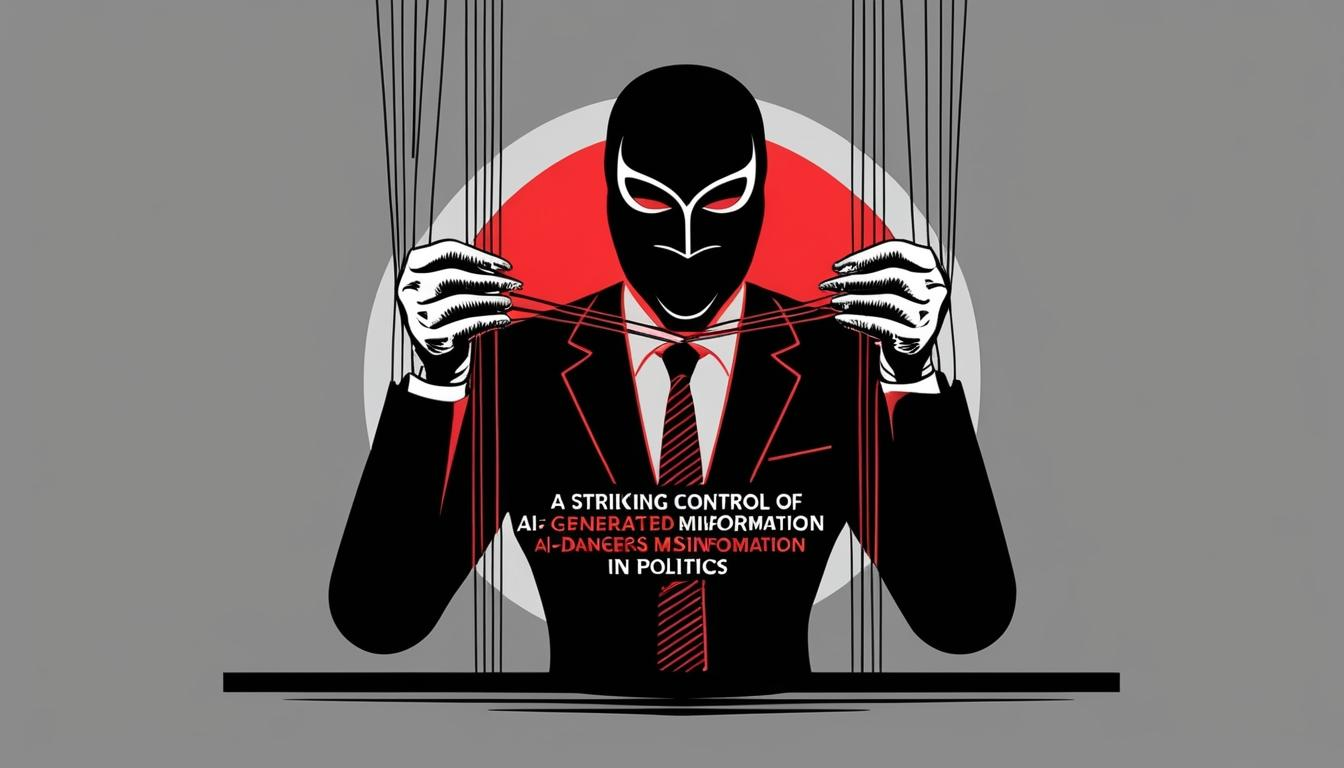 A STRIKING CONTROL OF
AI- GENERATED MIIFORMATION
AI-DANCERS MSINFOMATION
IN POLITICS